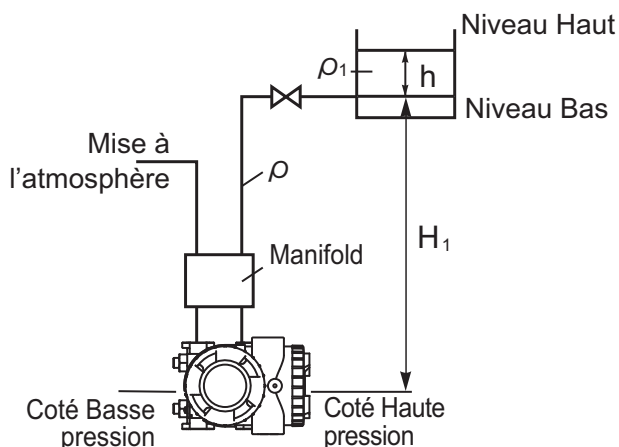 Niveau Haut
ρ1
h
Niveau Bas
Mise à
l'atmosphère
ρ
H1
Manifold
Coté Basse
pression
Coté Haute
pression